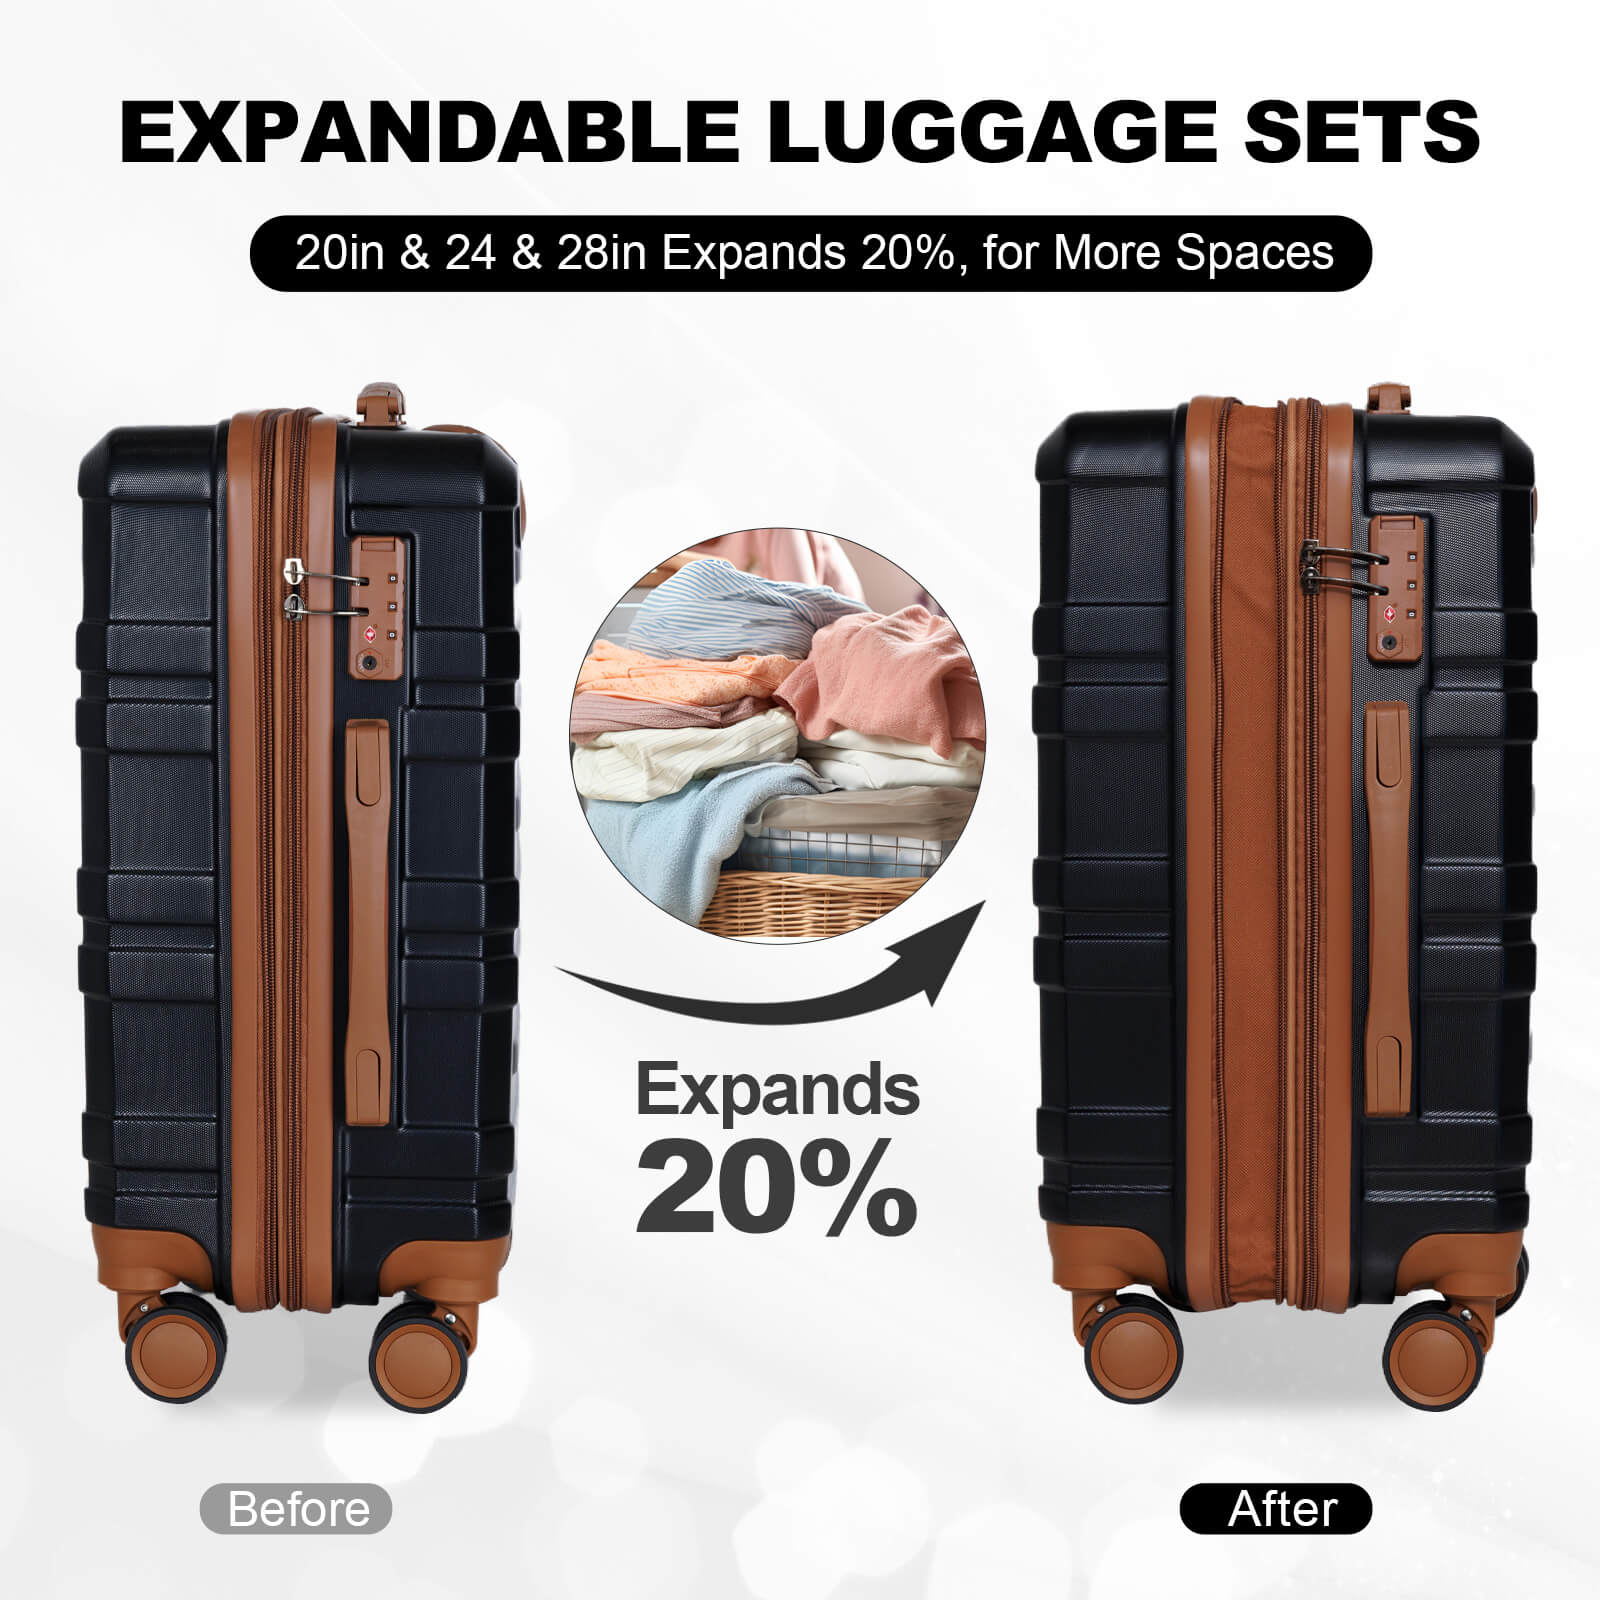 EXPANDABLE LUGGAGE SETS
20in & 24 & 28in Expands 20%, for More Spaces
Expands
20%
Before
After